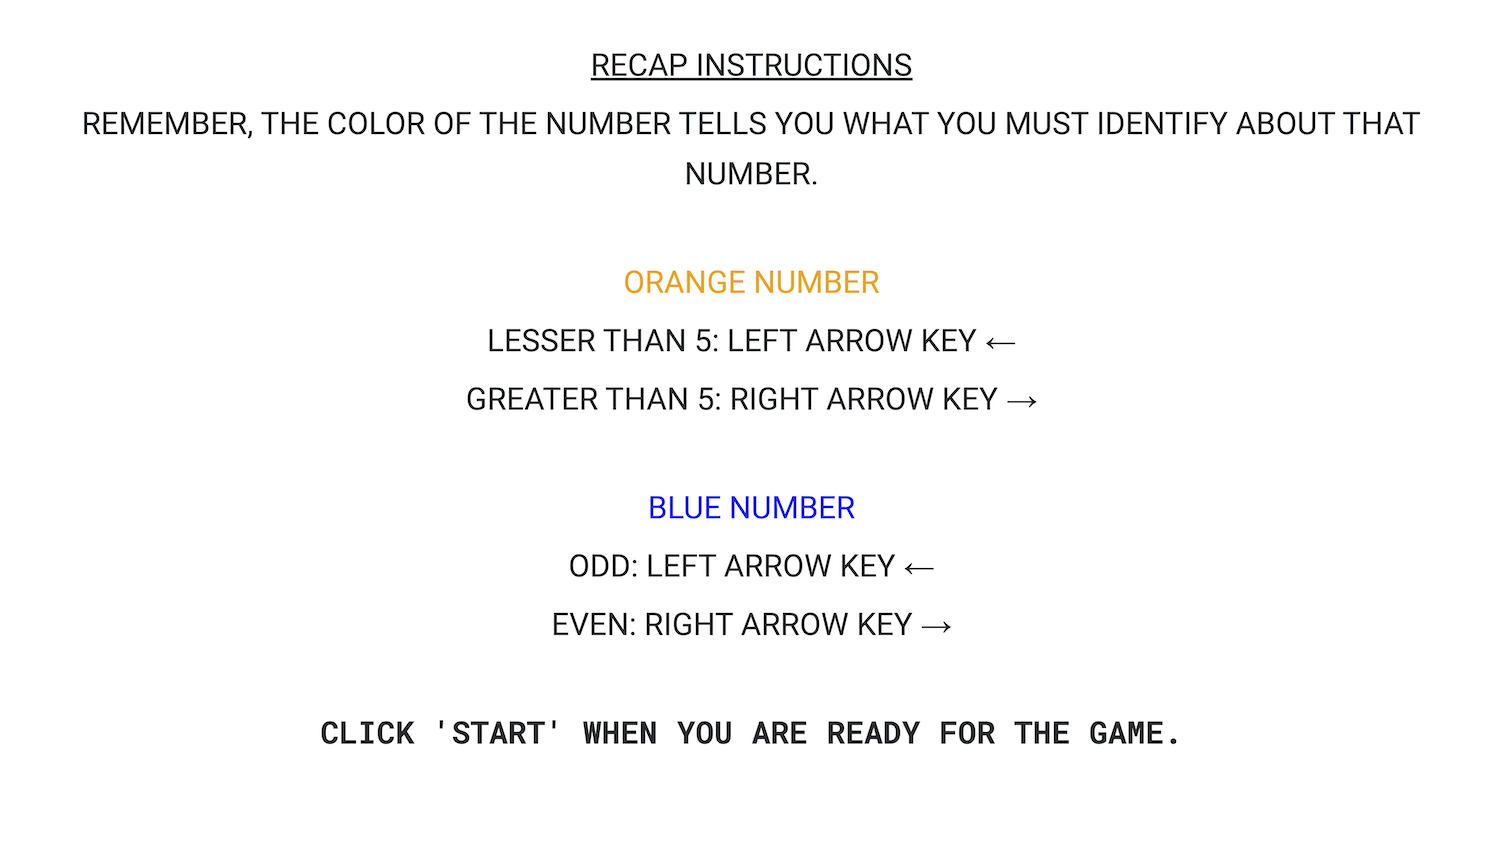 RECAP INSTRUCTIONS
REMEMBER, THE COLOR OF THE NUMBER TELLS YOU WHAT YOU MUST IDENTIFY ABOUT THAT
NUMBER.
ORANGE NUMBER
LESSER THAN 5: LEFT ARROW KEY ←
GREATER THAN 5: RIGHT ARROW KEY →
BLUE NUMBER
ODD: LEFT ARROW KEY ←
EVEN: RIGHT ARROW KEY →
CLICK 'START' WHEN YOU ARE READY FOR THE GAME.